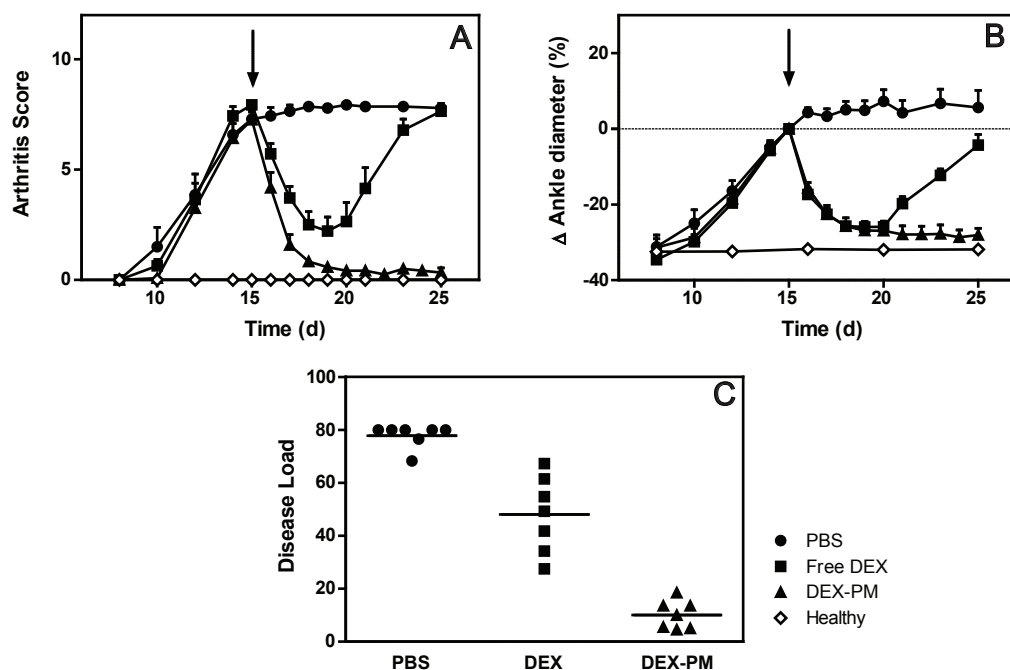 A
Arthritis Score
10
5
0
10 15 20 25
Time (d)
B
Δ Ankle diameter (%)
20
0
-20
-40
10 15 20 25
Time (d)
C
Disease Load
100
80
60
40
20
0
PBS DEX DEX-PM
PBS
Free DEX
DEX-PM
Healthy